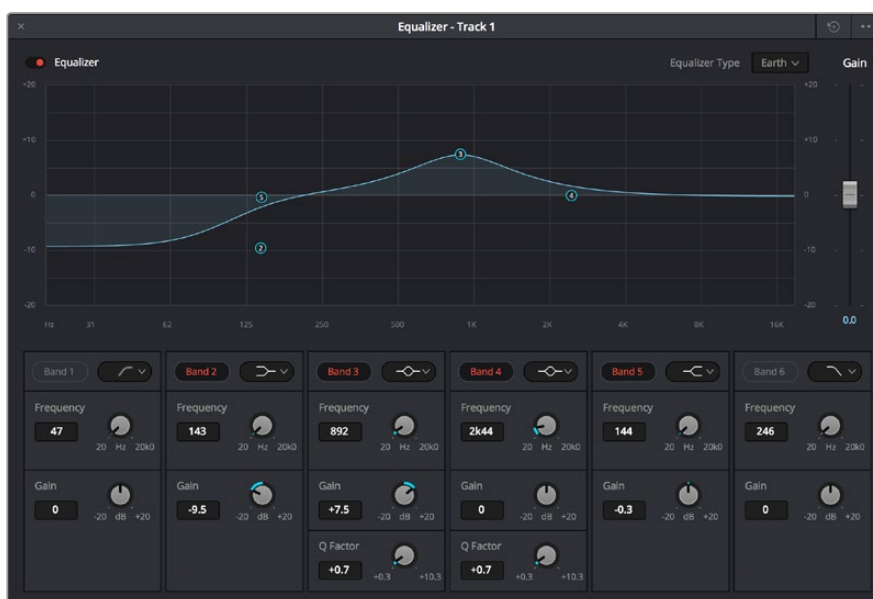 Equalizer - Track 1
Equalizer
Equalizer Type Earth Gain
+20 +20
+10 +10
0 0
-10 -10
-20 -20
Hz 31 62 125 250 500 1K 2K 4K 8K 16K
0.0
5 3 4 2
Band 1 Band 2 Band 3 Band 4 Band 5 Band 6
Frequency Frequency Frequency Frequency Frequency Frequency
47 143 892 2k44 144 246
20 Hz 20k0 20 Hz 20k0 20 Hz 20k0 20 Hz 20k0 20 Hz 20k0 20 Hz 20k0
Gain Gain Gain Gain Gain Gain
0 -9.5 +7.5 0 -0.3 0
-20 dB +20 -20 dB +20 -20 dB +20 -20 dB +20 -20 dB +20 -20 dB +20
Q Factor Q Factor
+0.7 +0.7
+0.3 +10.3 +0.3 +10.3